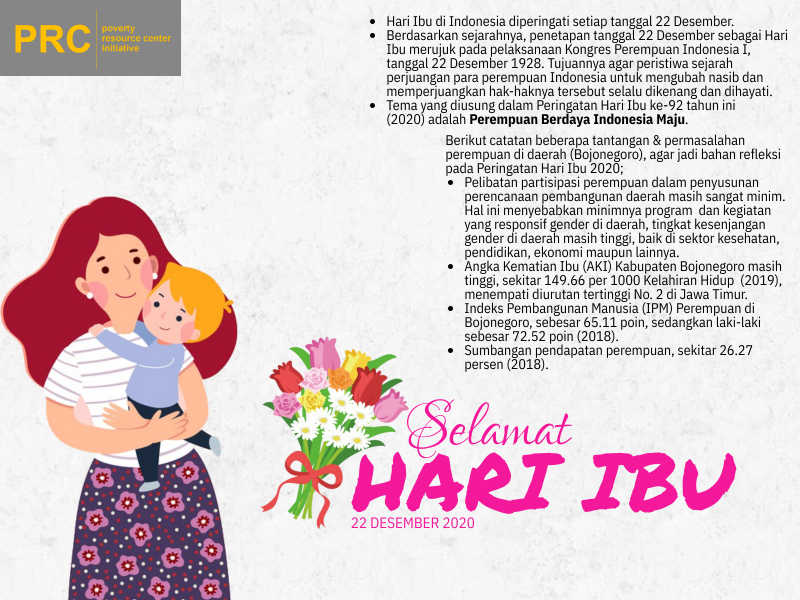 PRC
poverty
resource center
initiative
• Hari Ibu di Indonesia diperingati setiap tanggal 22 Desember.
• Berdasarkan sejarahnya, penetapan tanggal 22 Desember sebagai Hari
Ibu merujuk pada pelaksanaan Kongres Perempuan Indonesia I,
tanggal 22 Desember 1928. Tujuannya agar peristiwa sejarah
perjuangan para perempuan Indonesia untuk mengubah nasib dan
memperjuangkan hak-haknya tersebut selalu dikenang dan dihayati.
• Tema yang diusung dalam Peringatan Hari Ibu ke-92 tahun ini
(2020) adalah Perempuan Berdaya Indonesia Maju.
Berikut catatan beberapa tantangan & permasalahan
perempuan di daerah (Bojonegoro), agar jadi bahan refleksi
pada Peringatan Hari Ibu 2020;
• Pelibatan partisipasi perempuan dalam penyusunan
perencanaan pembangunan daerah masih sangat minim.
Hal ini menyebabkan minimnya program dan kegiatan
yang responsif gender di daerah, tingkat kesenjangan
gender di daerah masih tinggi, baik di sektor kesehatan,
pendidikan, ekonomi maupun lainnya.
• Angka Kematian Ibu (AKI) Kabupaten Bojonegoro masih
tinggi, sekitar 149.66 per 1000 Kelahiran Hidup (2019),
menempati diurutan tertinggi No. 2 di Jawa Timur.
• Indeks Pembangunan Manusia (IPM) Perempuan di
Bojonegoro, sebesar 65.11 poin, sedangkan laki-laki
sebesar 72.52 poin (2018).
• Sumbangan pendapatan perempuan, sekitar 26.27
persen (2018).
Selamat
HARI IBU
22 DESEMBER 2020